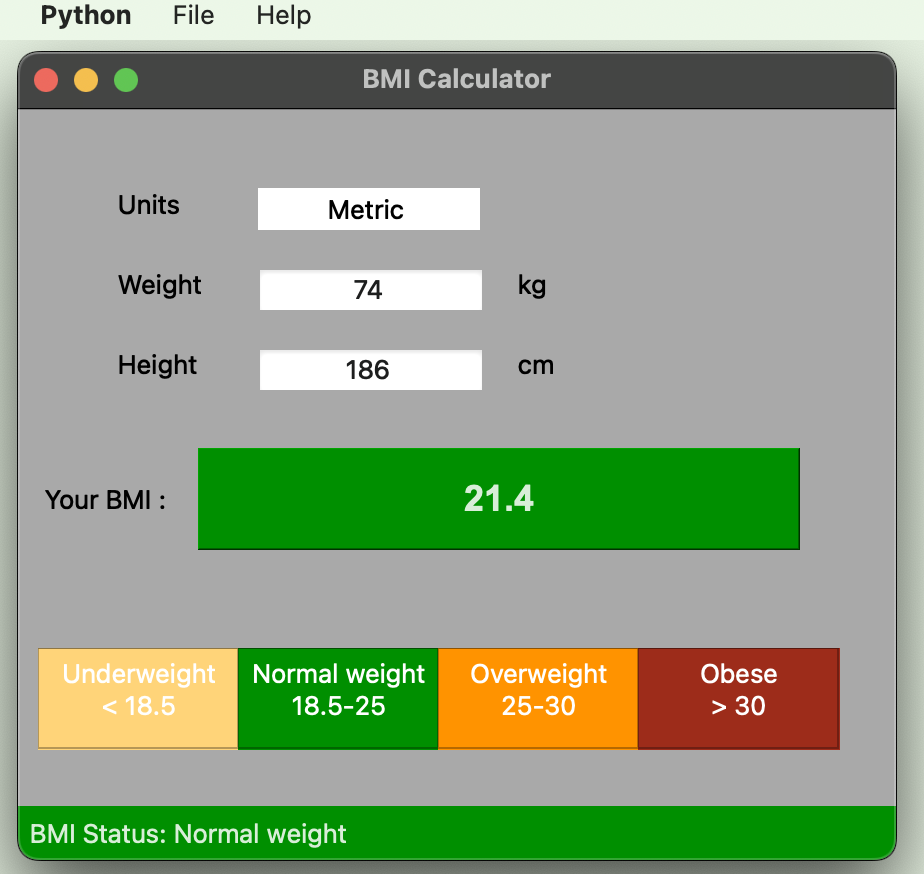 Python File Help
BMI Calculator
Units Metric
Weight 74 kg
Height 186 cm
Your BMI : 21.4
Underweight Normal weight Overweight Obese
< 18.5 18.5-25 25-30 > 30
BMI Status: Normal weight